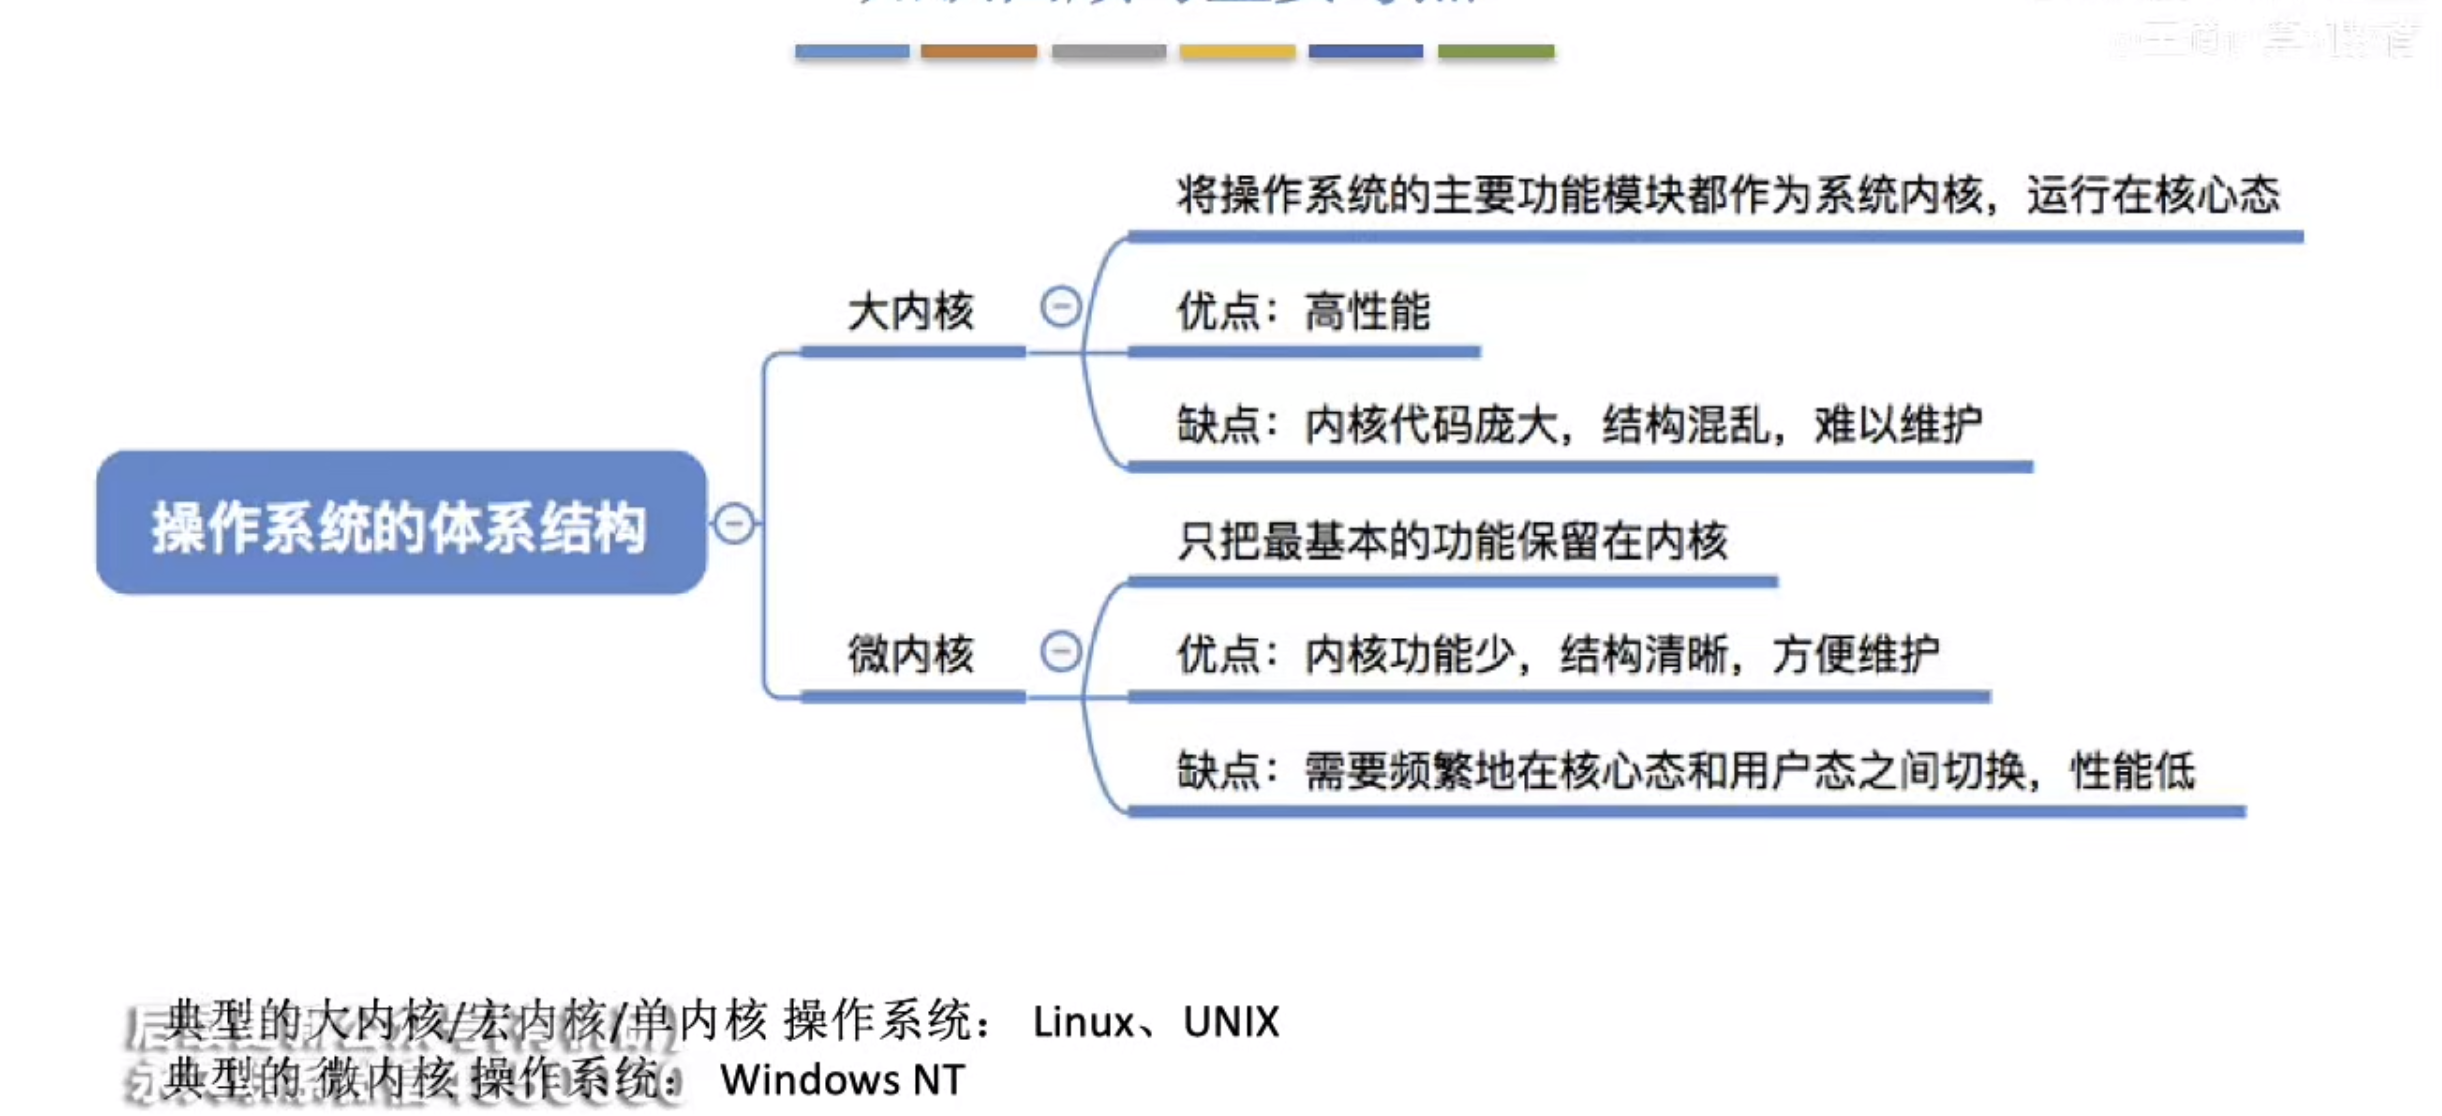 将操作系统的主要功能模块都作为系统内核，运行在核心态
大内核
优点：高性能
缺点：内核代码庞大，结构混乱，难以维护
操作系统的体系结构
只把最基本的功能保留在内核
微内核
优点：内核功能少，结构清晰，方便维护
缺点：需要频繁地在核心态和用户态之间切换，性能低
典型的大内核/宏内核/单内核 操作系统： Linux、UNIX
典型的 微内核 操作系统： Windows NT